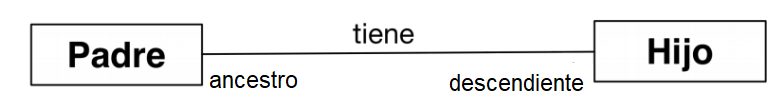 tiene
Padre
Hijo
ancestro
descendiente